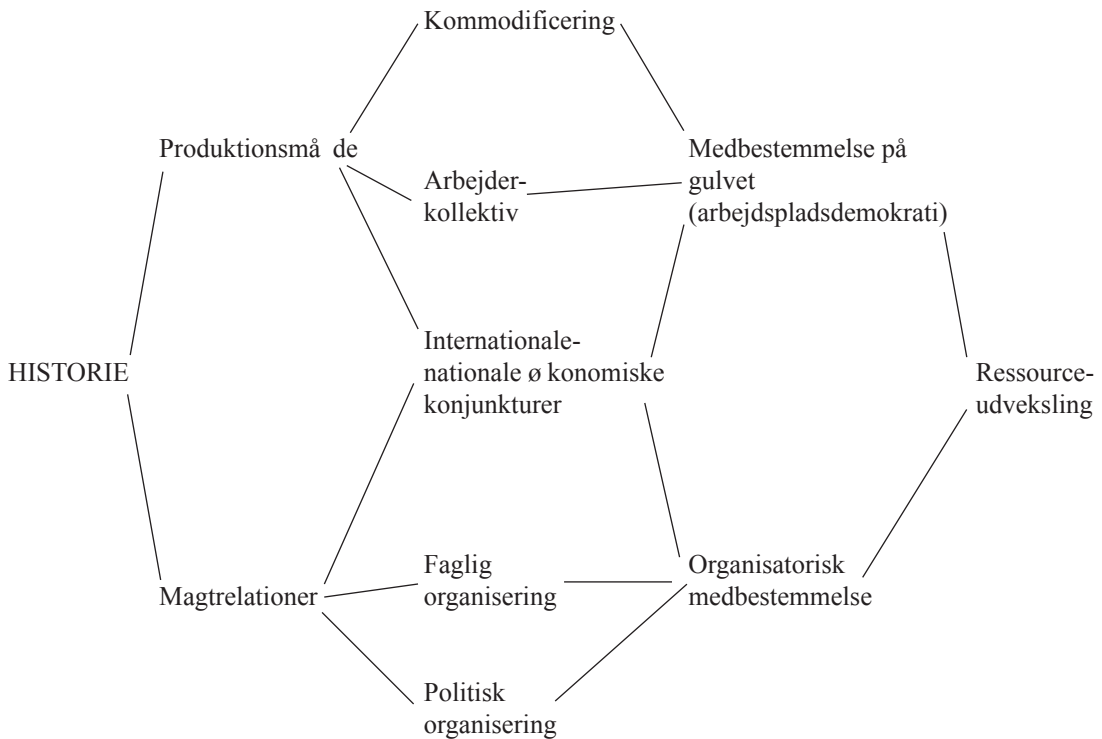 Kommodificering
Produktionsmå de
Medbestemmelse på
gulvet
(arbejdspladsdemokrati)
Arbejder-
kollektiv
Internationale-
nationale ø konomiske
konjunkturer
HISTORIE
Ressource-
udveksling
Faglig
organisering
Organisatorisk
medbestemmelse
Magtrelationer
Politisk
organisering